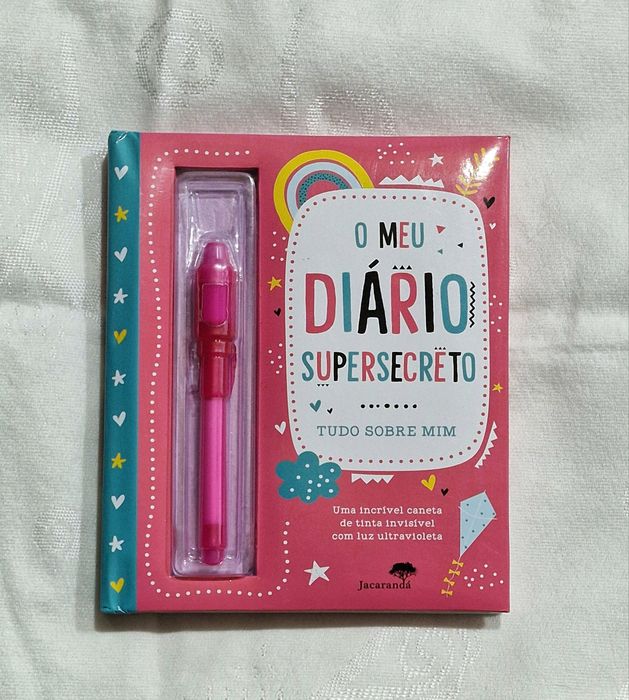 O MEU
DIÁRIO
SUPERSECRETO
TUDO SOBRE MIM
Uma incrível caneta
de tinta invisível
com luz ultravioleta
Jacarandá